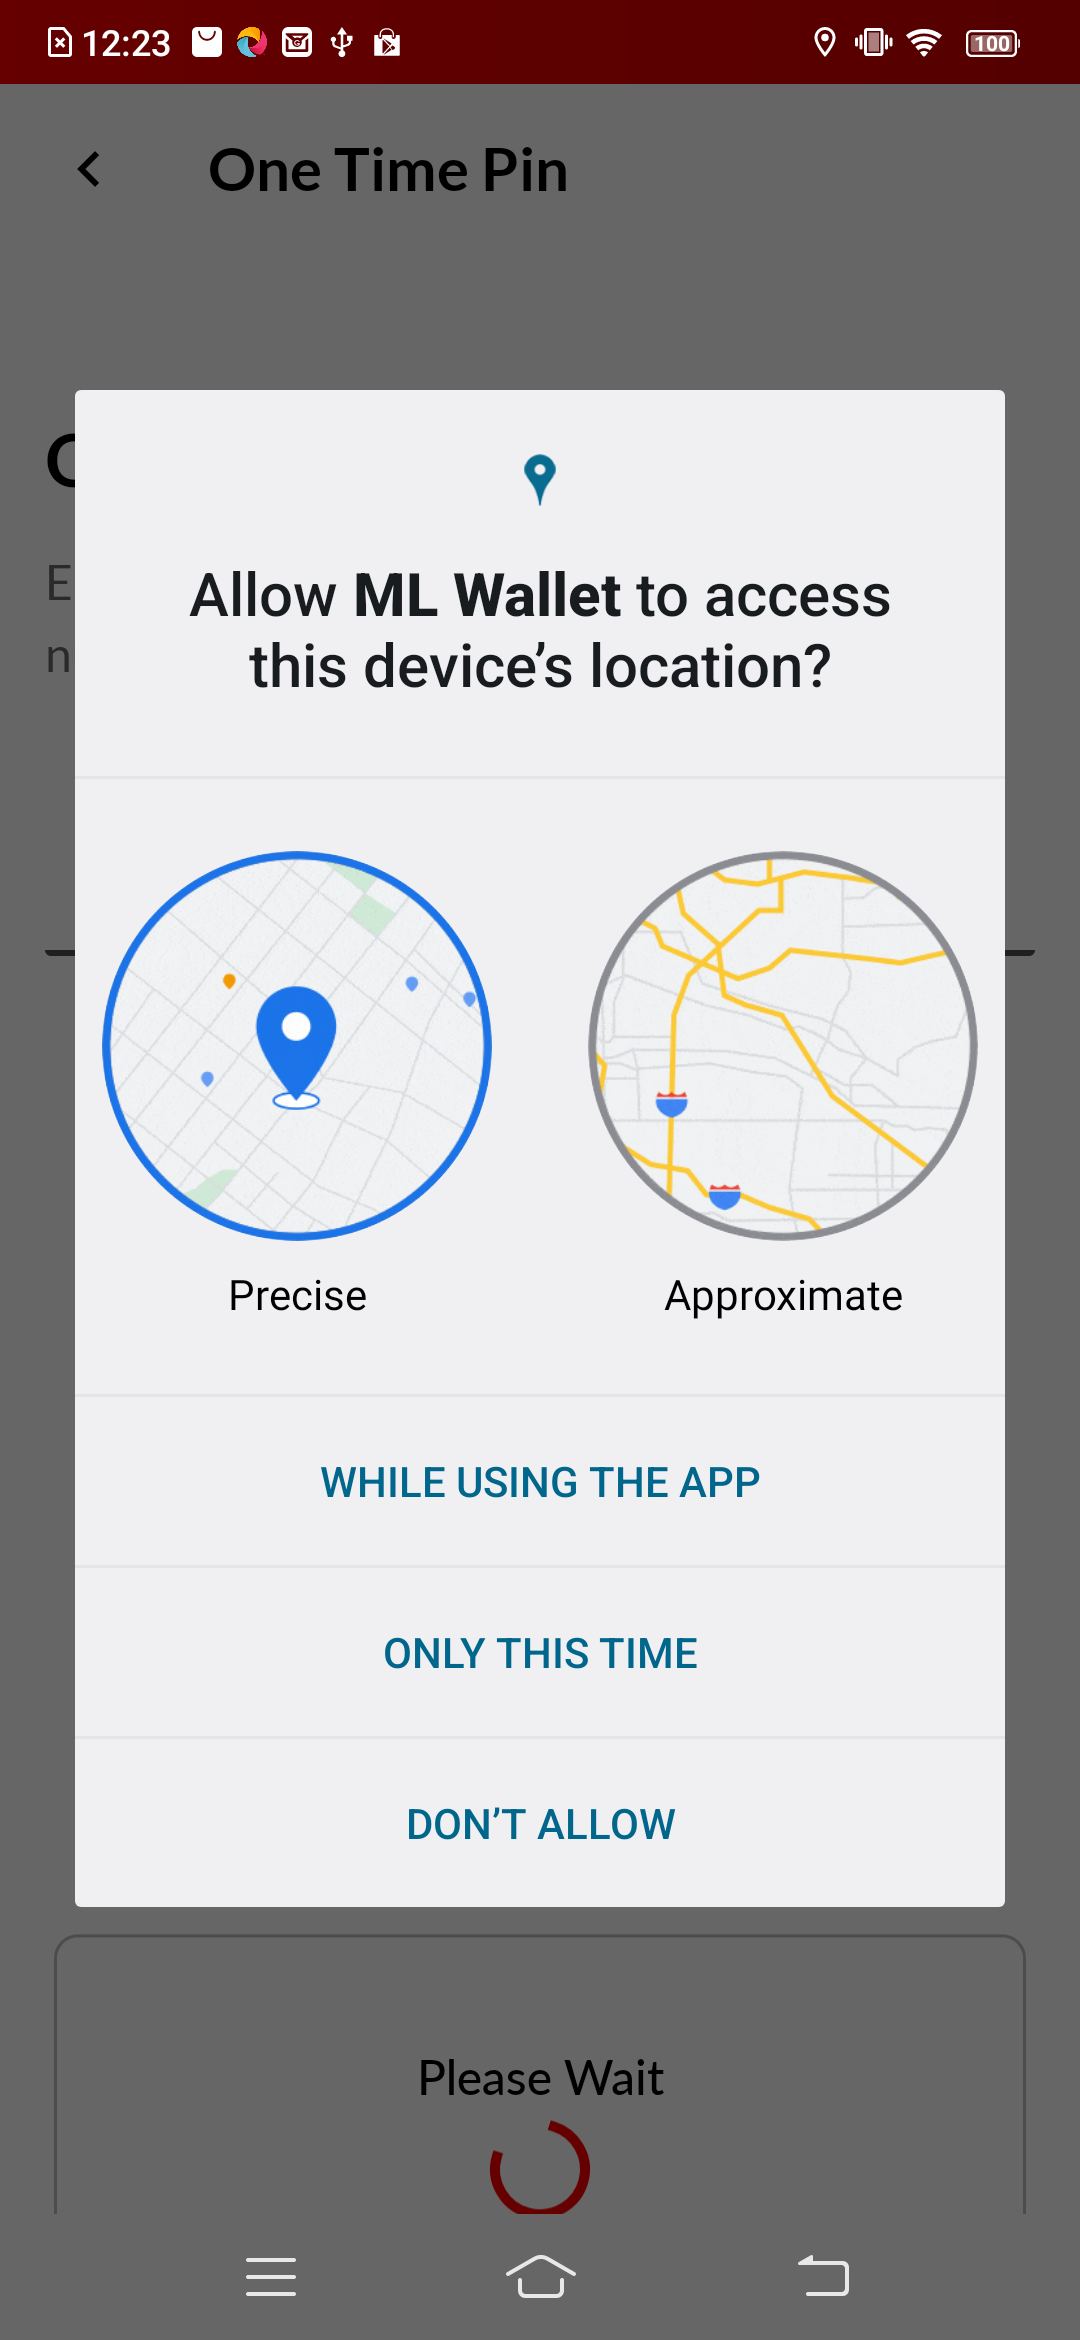 12:23
100
One Time Pin
Allow ML Wallet to access
this device’s location?
Precise
Approximate
WHILE USING THE APP
ONLY THIS TIME
DON’T ALLOW
Please Wait